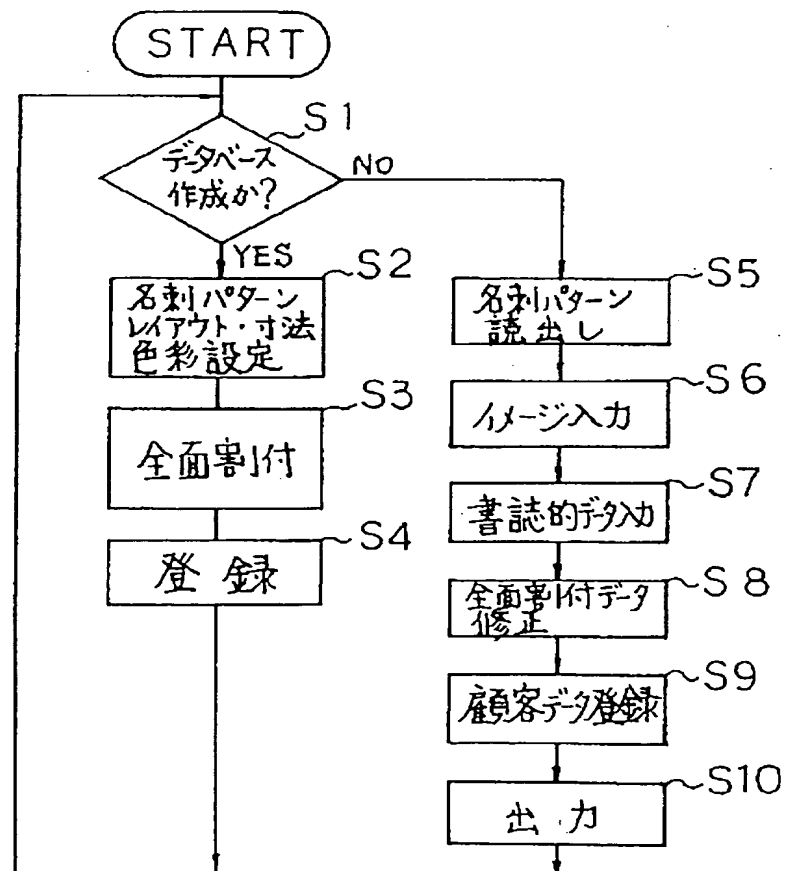 START
S1
データベース
作成か?
NO
YES
S2
名刺パターン
レイアウト・寸法
色彩設定
S3
全面割付
S4
登録
S5
名刺パターン
読出し
S6
イメージ入力
S7
書誌的データ入力
S8
全面割付データ
修正
S9
顧客データ登録
S10
出力